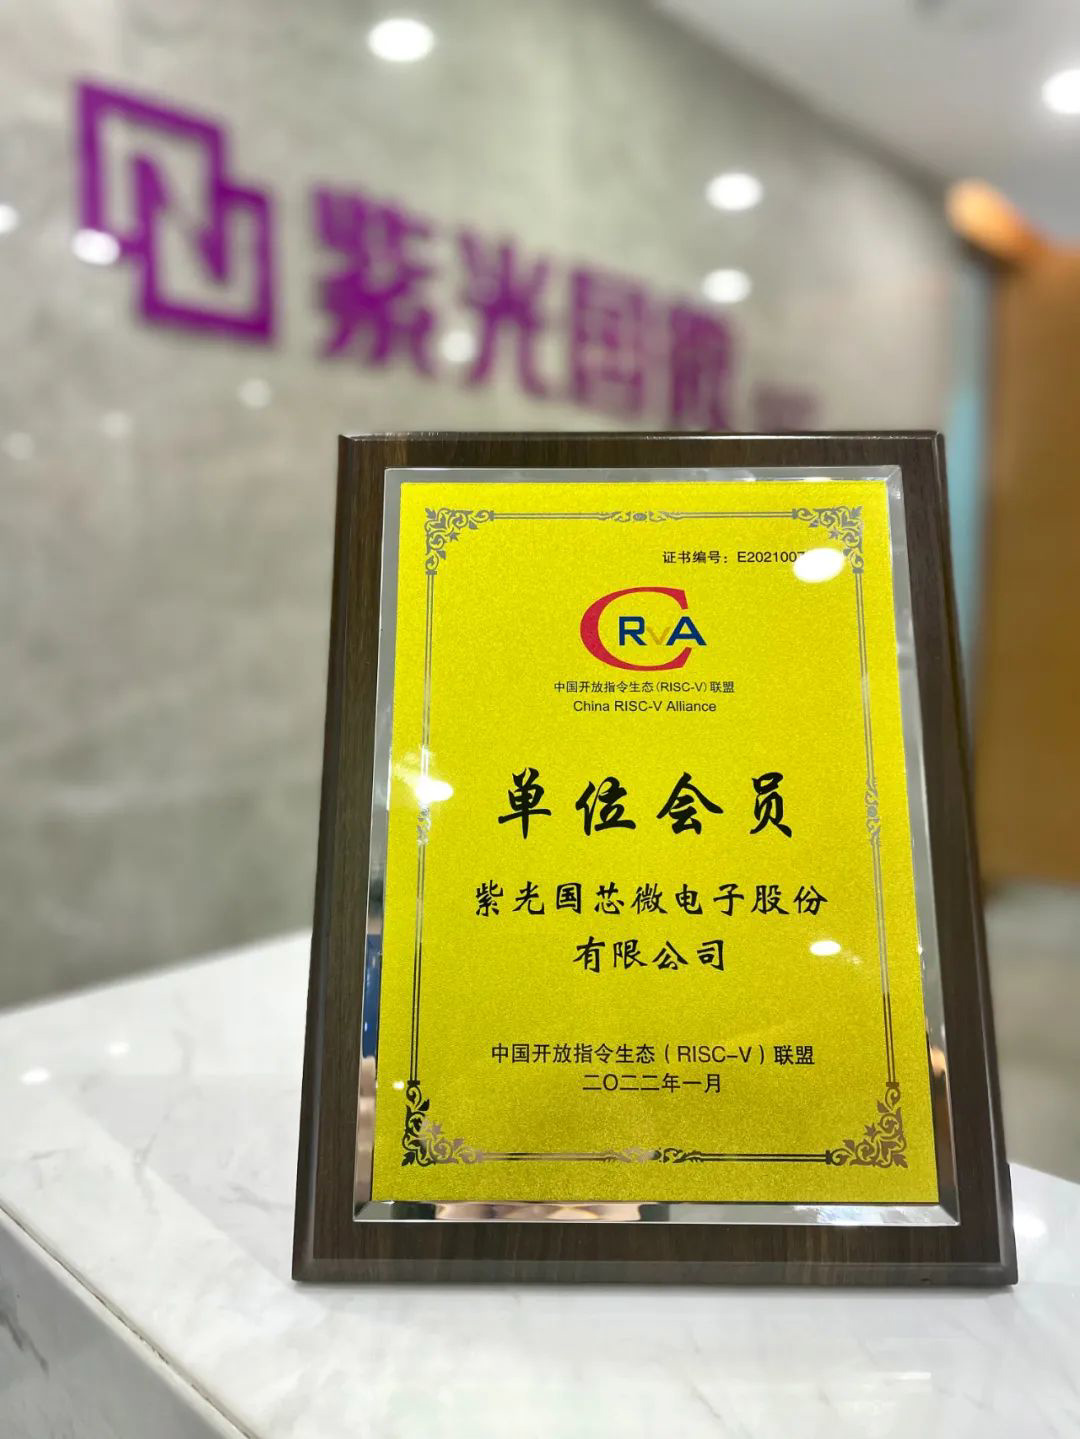 紫光国微
证书编号：E202100
CRVA
中国开放指令生态(RISC-V)联盟
China RISC-V Alliance
单位会员
紫光国芯微电子股份
有限公司
中国开放指令生态（RISC-V）联盟
二〇二二年一月